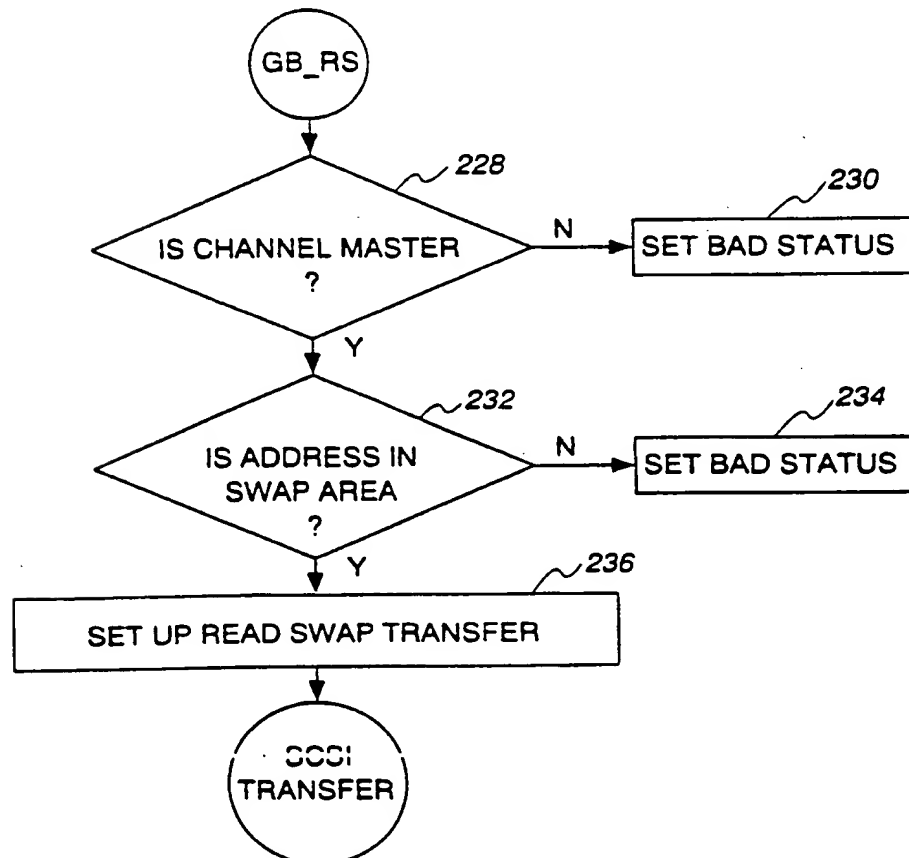 GB_RS
228
IS CHANNEL MASTER
?
N
230
SET BAD STATUS
Y
232
IS ADDRESS IN
SWAP AREA
?
N
234
SET BAD STATUS
Y
236
SET UP READ SWAP TRANSFER
SCSI
TRANSFER